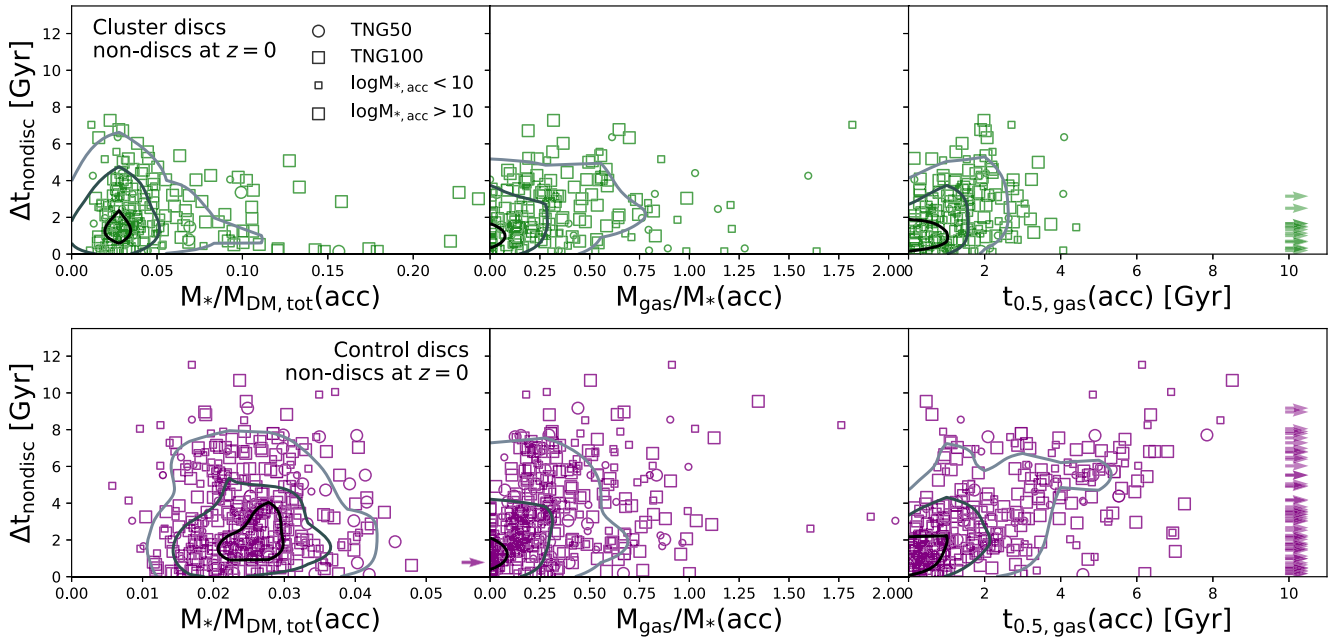 Cluster discs
non-discs at z = 0
TNG50
TNG100
logM*,acc < 10
logM*,acc > 10
Δt_nondisc [Gyr]
12
10
8
6
4
2
0
0.00 0.05 0.10 0.15 0.20
M*/M_DM, tot(acc)
0.00 0.25 0.50 0.75 1.00 1.25 1.50 1.75 2.00
M_gas/M*(acc)
0 2 4 6 8 10
t_0.5, gas(acc) [Gyr]
Control discs
non-discs at z = 0
Δt_nondisc [Gyr]
12
10
8
6
4
2
0
0.00 0.01 0.02 0.03 0.04 0.05
M*/M_DM, tot(acc)
0.00 0.25 0.50 0.75 1.00 1.25 1.50 1.75 2.00
M_gas/M*(acc)
0 2 4 6 8 10
t_0.5, gas(acc) [Gyr]